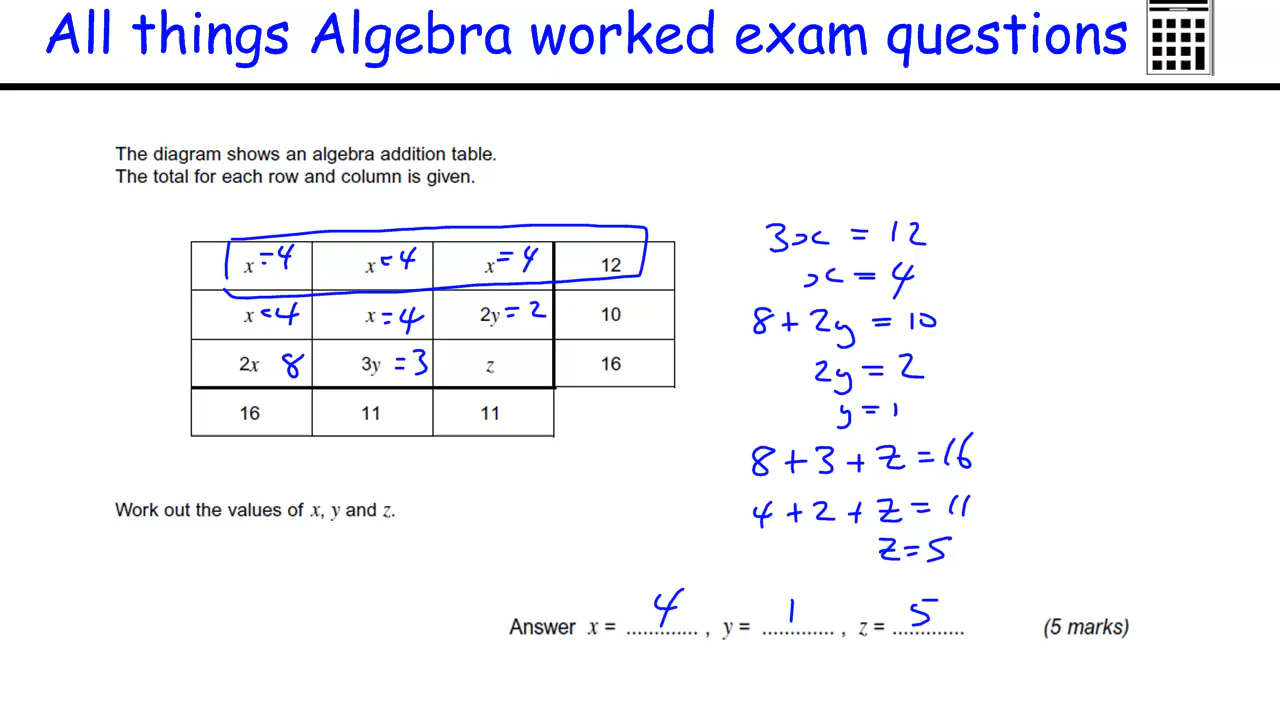 All things Algebra worked exam questions
The diagram shows an algebra addition table.
The total for each row and column is given.
x = 4 x = 4 x = 4 12
x = 4 x = 4 2y = 2 10
2x 8 3y = 3 z 16
16 11 11
3x = 12
x = 4
8 + 2y = 10
2y = 2
y = 1
8 + 3 + z = 16
4 + 2 + z = 11
z = 5
Work out the values of x, y and z.
Answer x = 4 , y = 1 , z = 5 (5 marks)